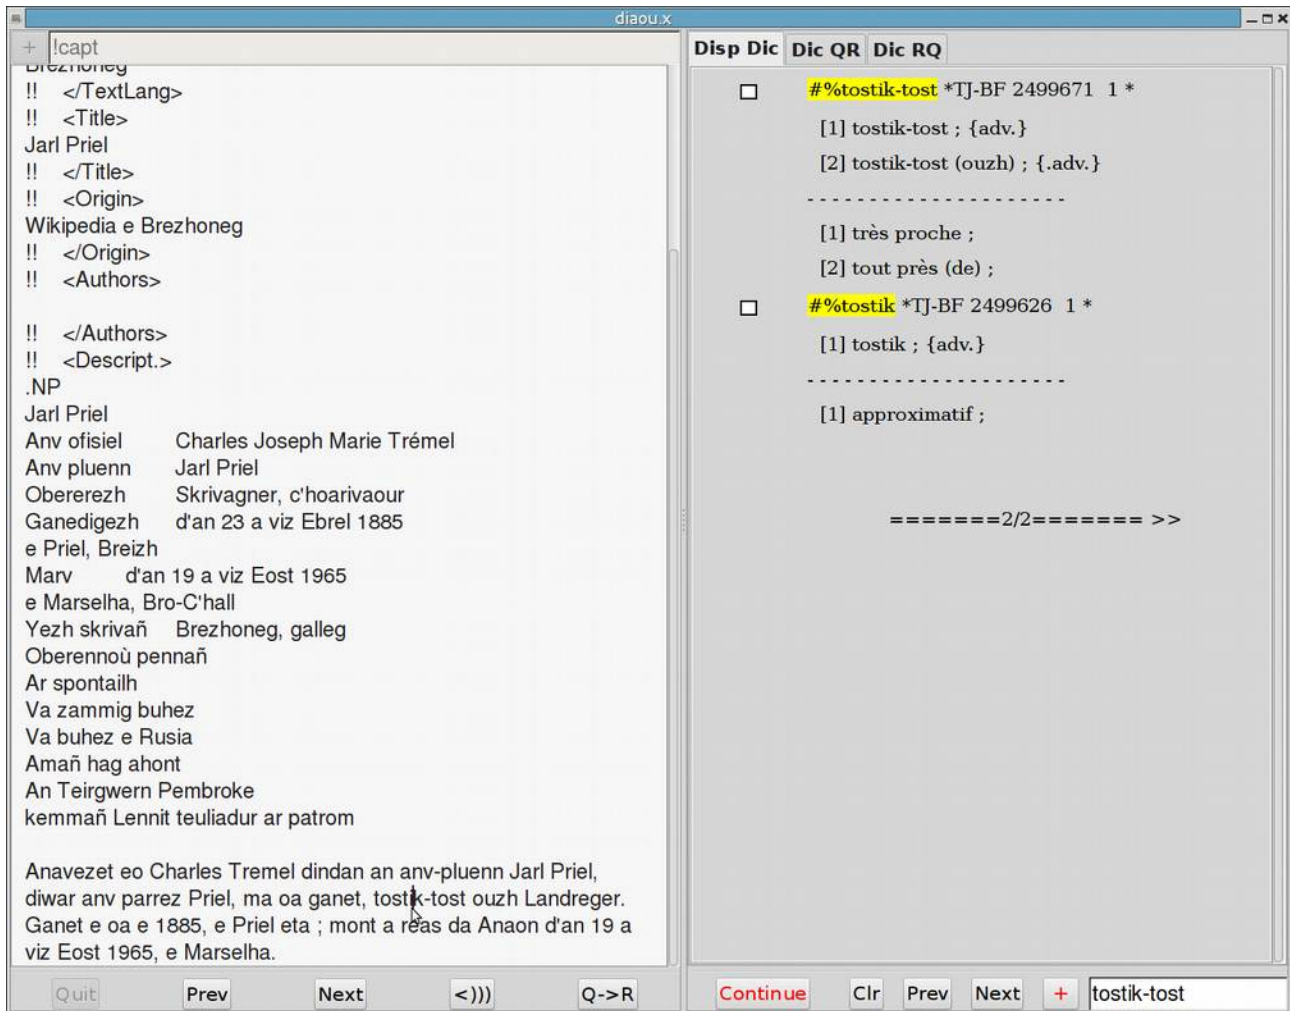 diaou.x
+ !capt
Brezhoneg
!! </TextLang>
!! <Title>
Jarl Priel
!! </Title>
!! <Origin>
Wikipedia e Brezhoneg
!! </Origin>
!! <Authors>
!! </Authors>
!! <Descript.>
.NP
Jarl Priel
Anv ofisiel Charles Joseph Marie Trémel
Anv pluenn Jarl Priel
Obererezh Skrivagner, c'hoarivaour
Ganedigezh d'an 23 a viz Ebrel 1885
e Priel, Breizh
Marv d'an 19 a viz Eost 1965
e Marselha, Bro-C'hall
Yezh skrivañ Brezhoneg, galleg
Oberennoù pennañ
Ar spontailh
Va zammig buhez
Va buhez e Rusia
Amañ hag ahont
An Teirgwern Pembroke
kemmañ Lennit teuliadur ar patrom
Anavezet eo Charles Tremel dindan an anv-pluenn Jarl Priel,
diwar anv parrez Priel, ma oa ganet, tostik-tost ouzh Landreger.
Ganet e oa e 1885, e Priel eta ; mont a reas da Anaon d'an 19 a
viz Eost 1965, e Marselha.
Quit Prev Next <))) Q->R
Disp Dic Dic QR Dic RQ
#%tostik-tost *TJ-BF 2499671 1 *
[1] tostik-tost ; {adv.}
[2] tostik-tost (ouzh) ; {.adv.}
- - - - - - - - - - - - - - - - - - - - - -
[1] très proche ;
[2] tout près (de) ;
#%tostik *TJ-BF 2499626 1 *
[1] tostik ; {adv.}
- - - - - - - - - - - - - - - - - - - - - -
[1] approximatif ;
=======2/2======= >>
Continue Clr Prev Next + tostik-tost